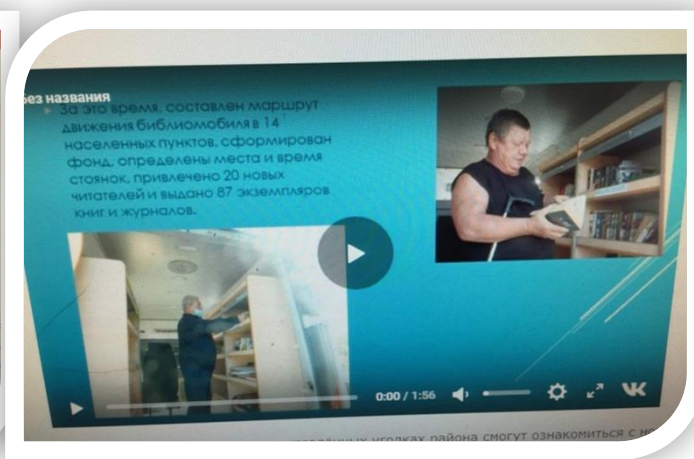 Без названия
За это время, составлен маршрут
движения библиомобиля в 14
населенных пунктов, сформирован
фонд, определены места и время
стоянок, привлечено 20 новых
читателей и выдано 87 экземпляров
книг и журналов.
0:00 / 1:56
VK
уголках района смогут ознакомиться с